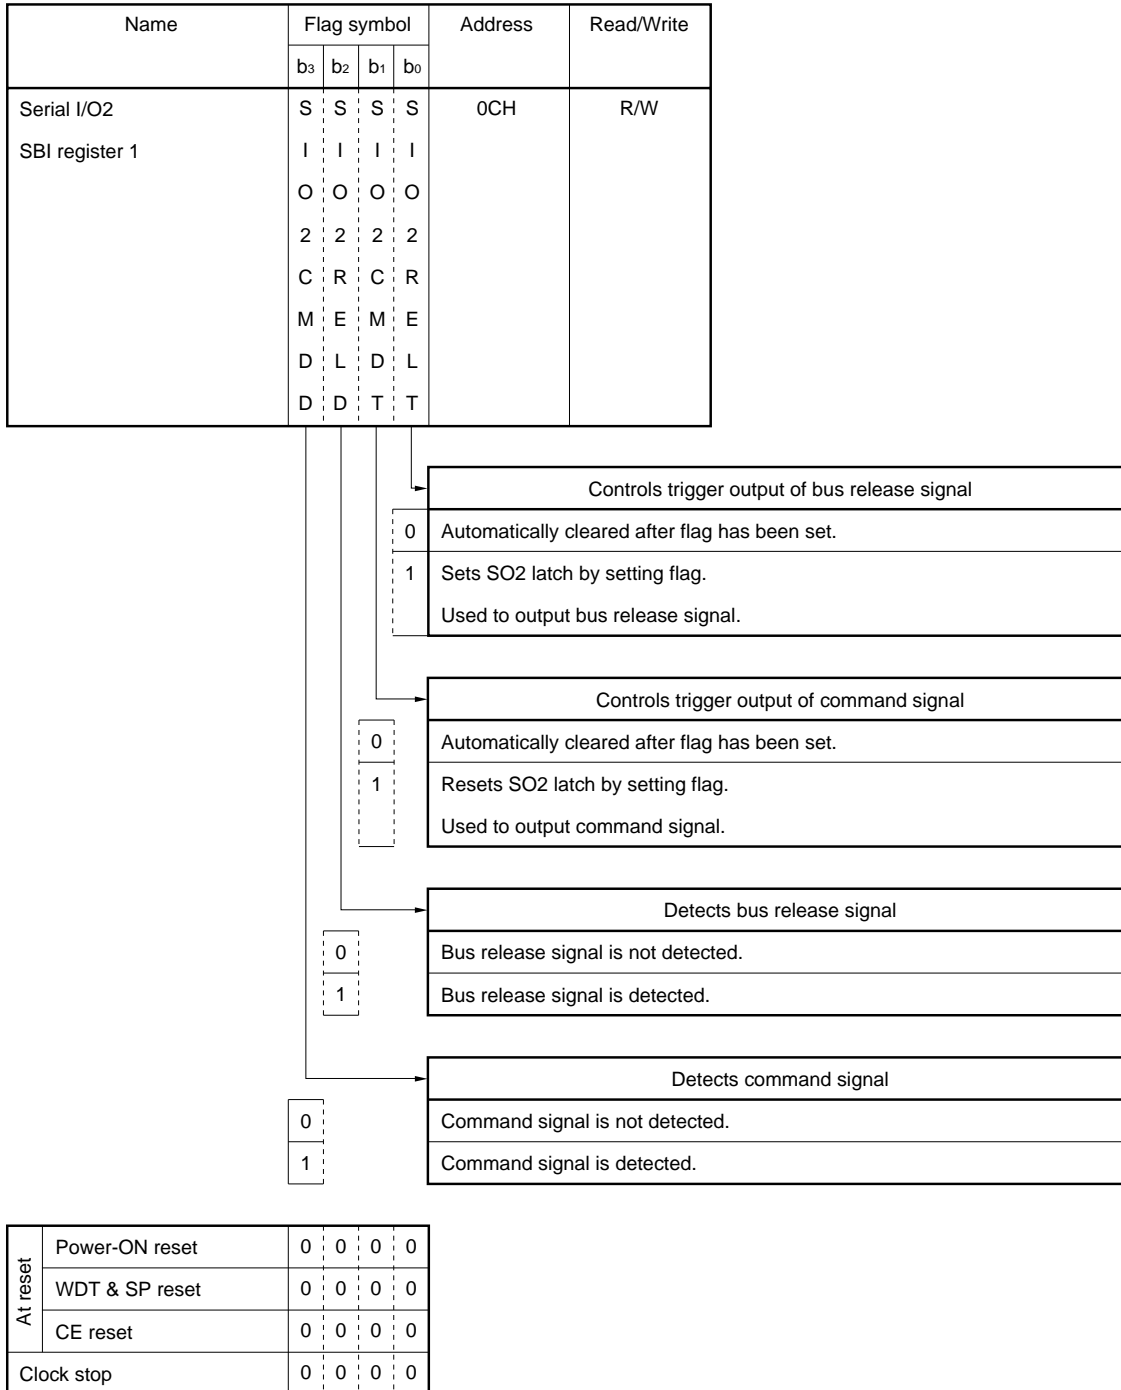 Name Flag symbol Address Read/Write
b3 b2 b1 b0
Serial I/O2 S S S S 0CH R/W
SBI register 1 I I I I
O O O O
2 2 2 2
C R C R
M E M E
D L D L
D D T T
Controls trigger output of bus release signal
0 Automatically cleared after flag has been set.
1 Sets SO2 latch by setting flag.
Used to output bus release signal.
Controls trigger output of command signal
0 Automatically cleared after flag has been set.
1 Resets SO2 latch by setting flag.
Used to output command signal.
Detects bus release signal
0 Bus release signal is not detected.
1 Bus release signal is detected.
Detects command signal
0 Command signal is not detected.
1 Command signal is detected.
At reset
Power-ON reset 0 0 0 0
WDT & SP reset 0 0 0 0
CE reset 0 0 0 0
Clock stop 0 0 0 0